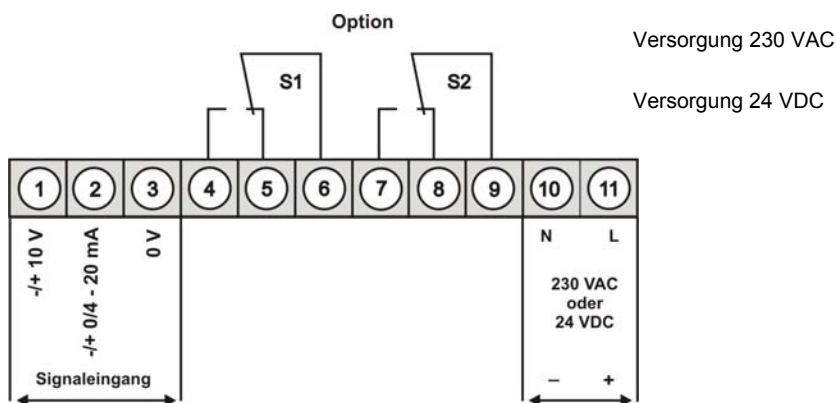 Option
Versorgung 230 VAC
S1
S2
Versorgung 24 VDC
1 2 3 4 5 6 7 8 9 10 11
-/+ 10 V
-/+ 0/4 - 20 mA
0 V
N L
230 VAC
oder
24 VDC
Signaleingang
– +